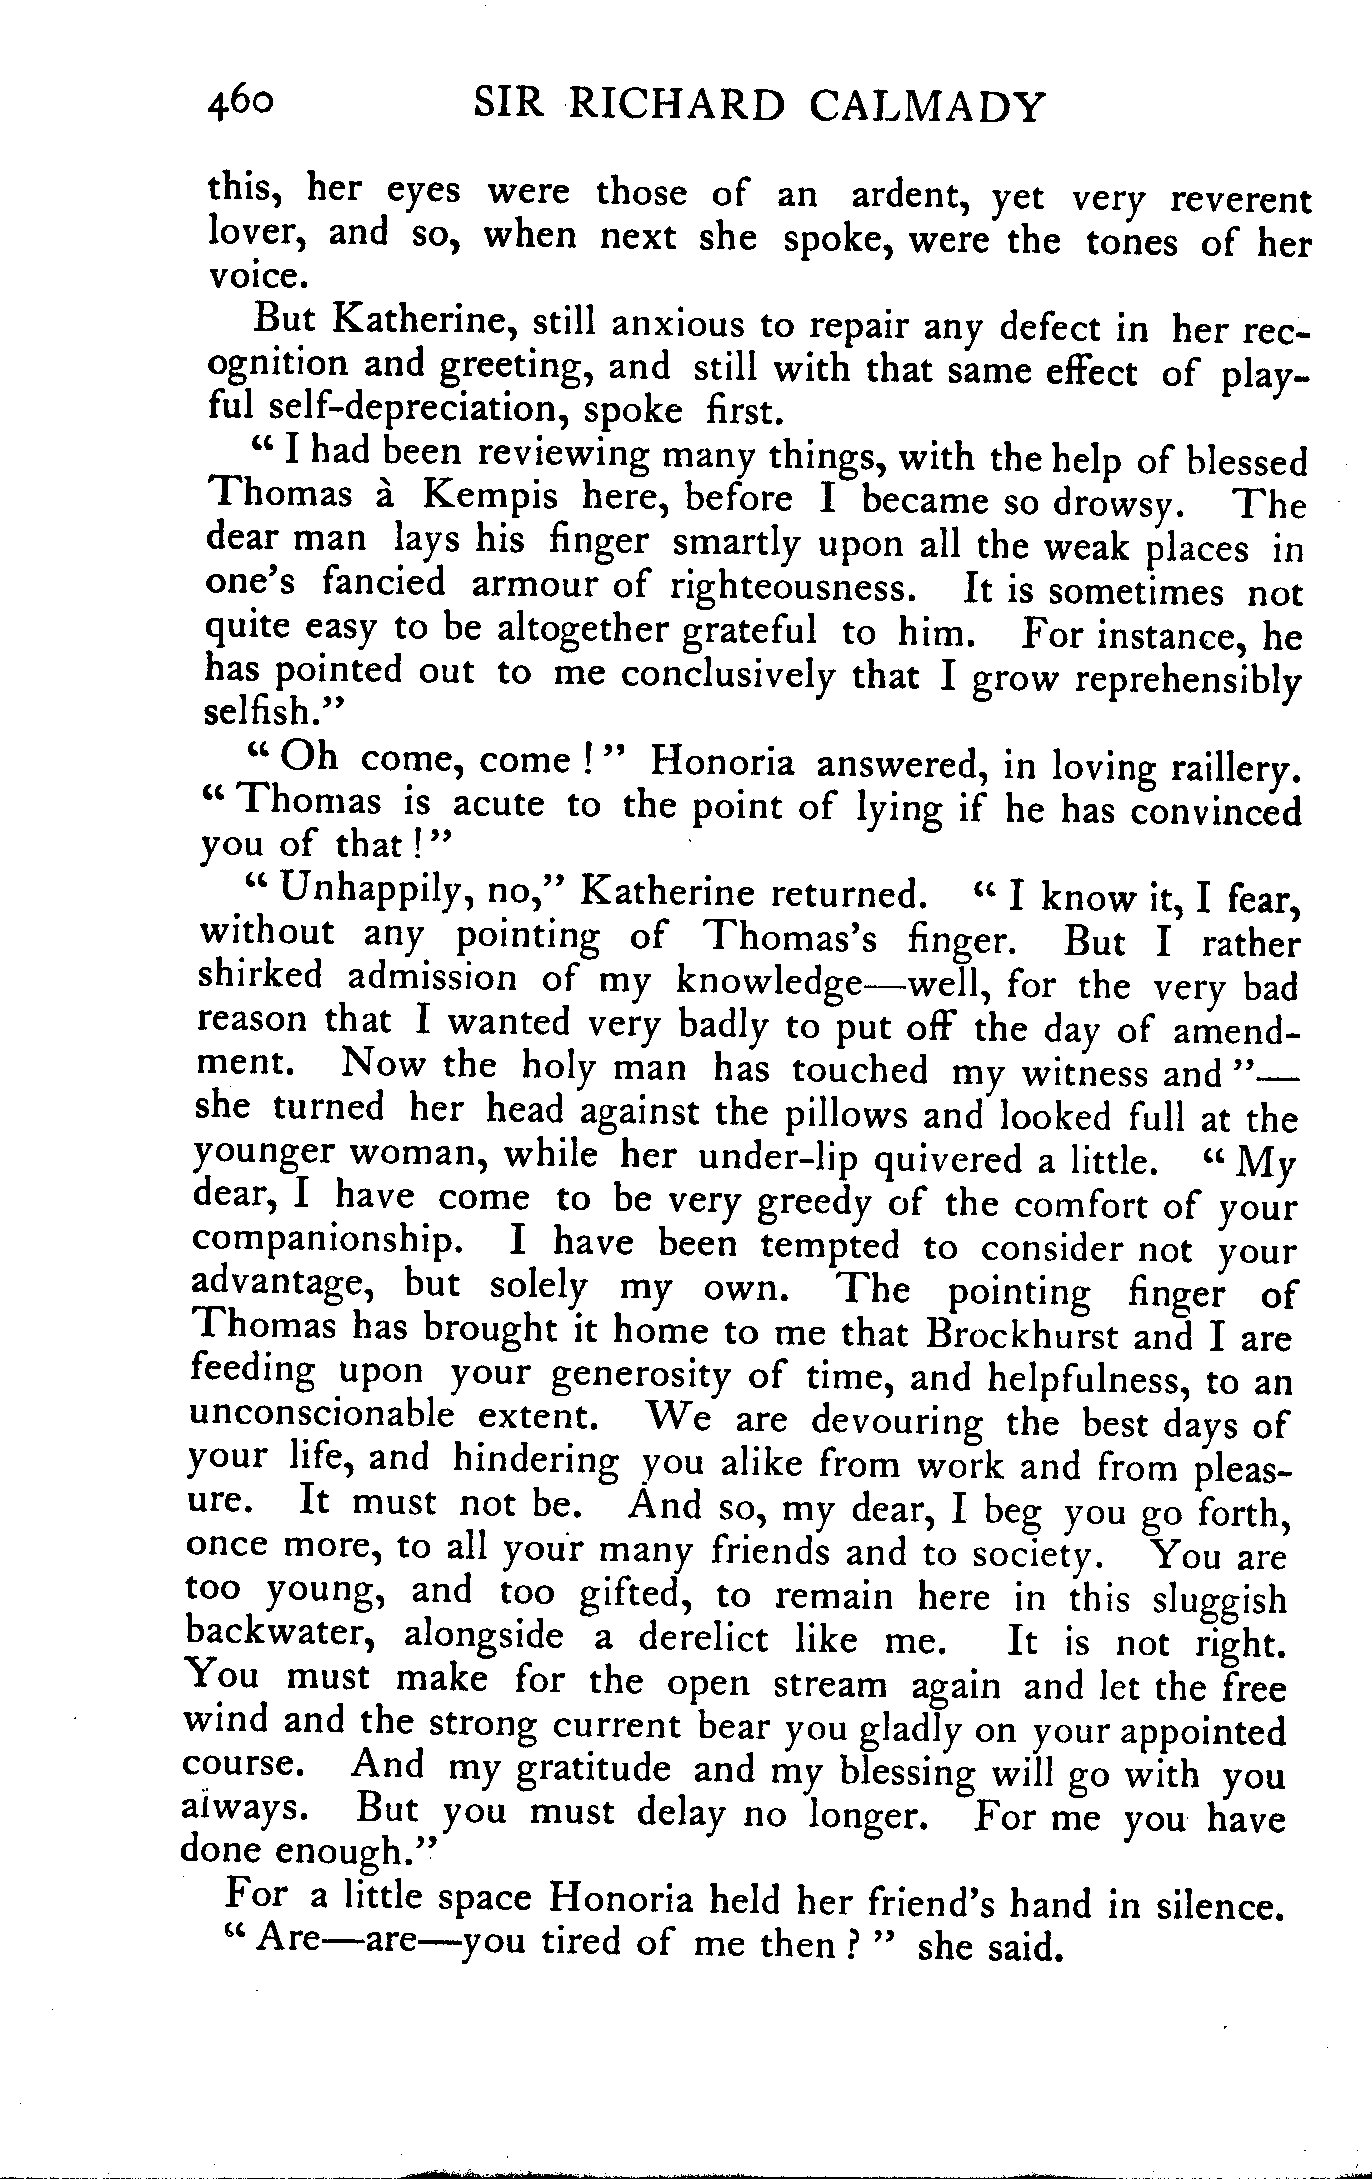 460 SIR RICHARD CALMADY
this, her eyes were those of an ardent, yet very reverent
lover, and so, when next she spoke, were the tones of her
voice.
But Katherine, still anxious to repair any defect in her rec-
ognition and greeting, and still with that same effect of play-
ful self-depreciation, spoke first.
“ I had been reviewing many things, with the help of blessed
Thomas à Kempis here, before I became so drowsy. The
dear man lays his finger smartly upon all the weak places in
one's fancied armour of righteousness. It is sometimes not
quite easy to be altogether grateful to him. For instance, he
has pointed out to me conclusively that I grow reprehensibly
selfish.”
“ Oh come, come ! ” Honoria answered, in loving raillery.
“ Thomas is acute to the point of lying if he has convinced
you of that ! ”
“ Unhappily, no,” Katherine returned. “ I know it, I fear,
without any pointing of Thomas's finger. But I rather
shirked admission of my knowledge—well, for the very bad
reason that I wanted very badly to put off the day of amend-
ment. Now the holy man has touched my witness and ”—
she turned her head against the pillows and looked full at the
younger woman, while her under-lip quivered a little. “ My
dear, I have come to be very greedy of the comfort of your
companionship. I have been tempted to consider not your
advantage, but solely my own. The pointing finger of
Thomas has brought it home to me that Brockhurst and I are
feeding upon your generosity of time, and helpfulness, to an
unconscionable extent. We are devouring the best days of
your life, and hindering you alike from work and from pleas-
ure. It must not be. And so, my dear, I beg you go forth,
once more, to all your many friends and to society. You are
too young, and too gifted, to remain here in this sluggish
backwater, alongside a derelict like me. It is not right.
You must make for the open stream again and let the free
wind and the strong current bear you gladly on your appointed
course. And my gratitude and my blessing will go with you
always. But you must delay no longer. For me you have
done enough.”
For a little space Honoria held her friend's hand in silence.
“ Are—are—you tired of me then ? ” she said.